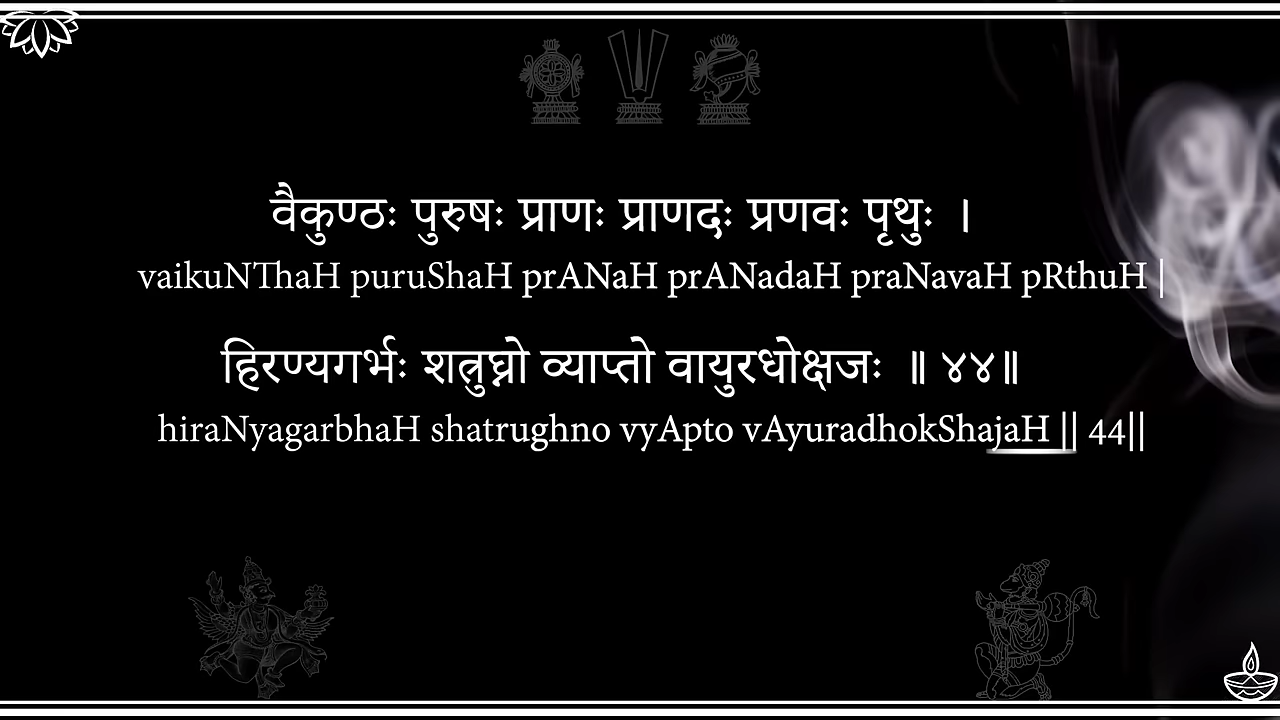 वैकुण्ठः पुरुषः प्राणः प्राणदः प्रणवः पृथुः ।
vaikuNThaH puruShaH prANaH prANadaH praNavaH pRthuH |
हिरण्यगर्भः शत्रुघ्नो व्याप्तो वायुरधोक्षजः ॥ ४४॥
hiraNyagarbhaH shatrughno vyApto vAyuradhokShajaH || 44||